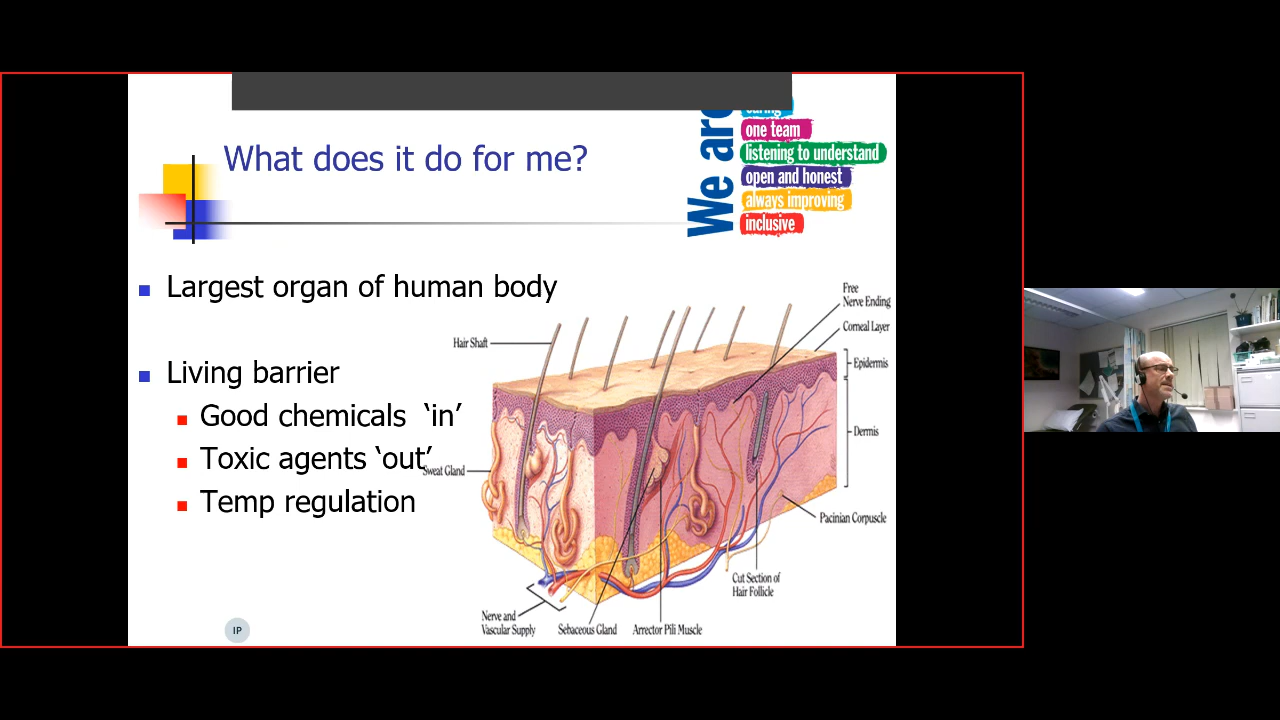 We are
caring
one team
listening to understand
open and honest
always improving
inclusive
What does it do for me?
Largest organ of human body
Living barrier
Good chemicals ‘in’
Toxic agents ‘out’
Temp regulation
Free
Nerve Ending
Corneal Layer
Hair Shaft
Epidermis
Dermis
Sweat Gland
Pacinian Corpuscle
Cut Section of
Hair Follicle
Nerve and
Vascular Supply
Sebaceous Gland
Arrector Pili Muscle
IP